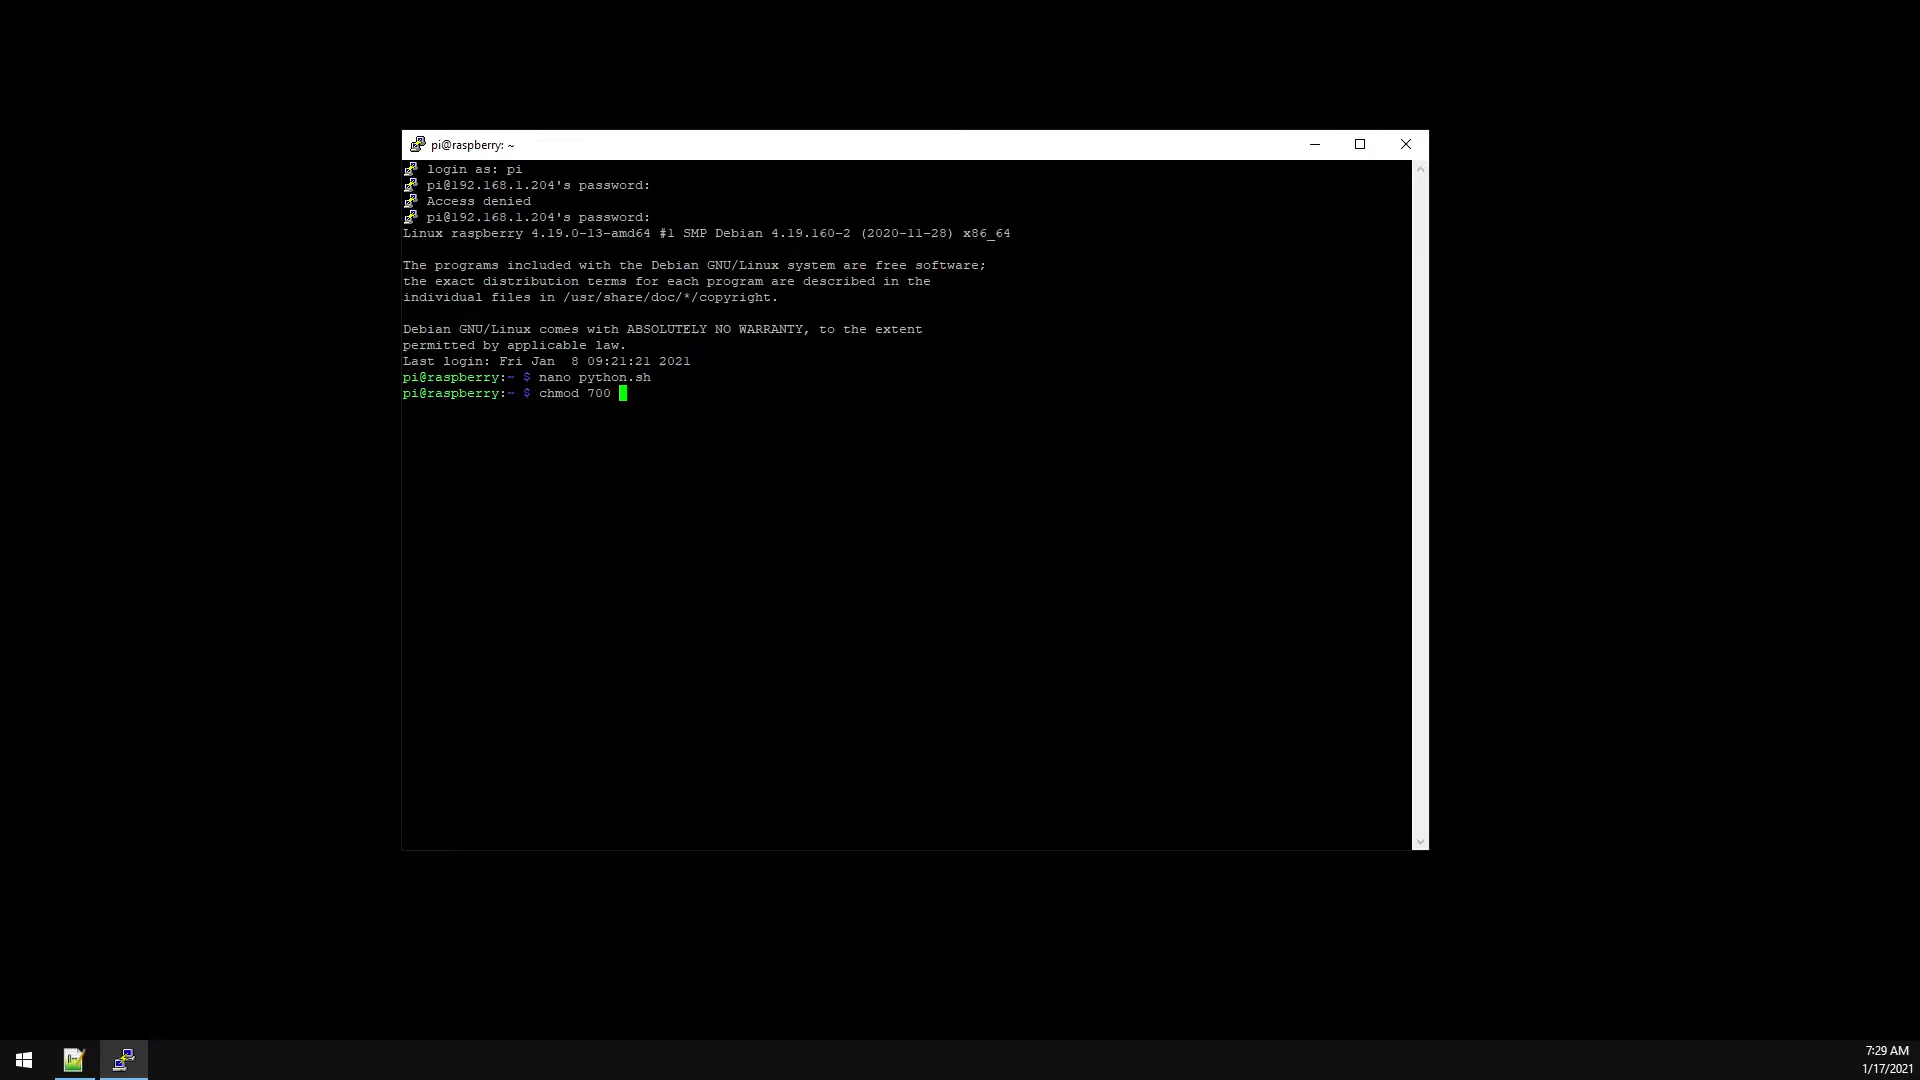 pi@raspberry: ~
login as: pi
pi@192.168.1.204's password:
Access denied
pi@192.168.1.204's password:
Linux raspberry 4.19.0-13-amd64 #1 SMP Debian 4.19.160-2 (2020-11-28) x86_64
The programs included with the Debian GNU/Linux system are free software;
the exact distribution terms for each program are described in the
individual files in /usr/share/doc/*/copyright.
Debian GNU/Linux comes with ABSOLUTELY NO WARRANTY, to the extent
permitted by applicable law.
Last login: Fri Jan  8 09:21:21 2021
pi@raspberry:~ $ nano python.sh
pi@raspberry:~ $ chmod 700
7:29 AM
1/17/2021